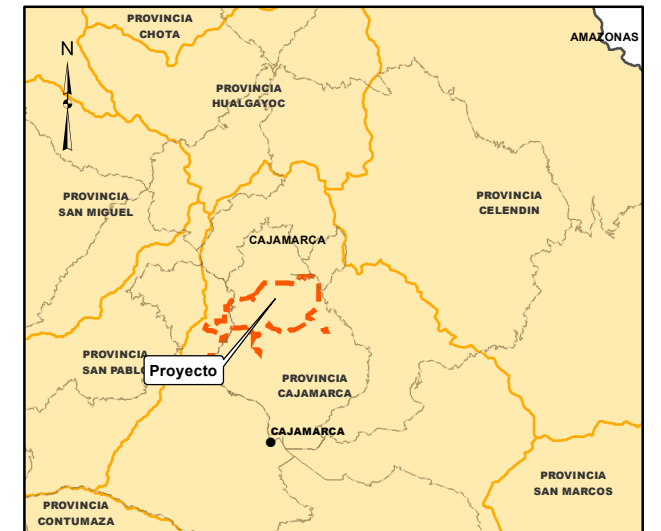 PROVINCIA
CHOTA
AMAZONAS
N
PROVINCIA
HUALGAYOC
PROVINCIA
SAN MIGUEL
PROVINCIA
CELENDIN
CAJAMARCA
PROVINCIA
SAN PABLO
Proyecto
PROVINCIA
CAJAMARCA
CAJAMARCA
PROVINCIA
SAN MARCOS
PROVINCIA
CONTUMAZA